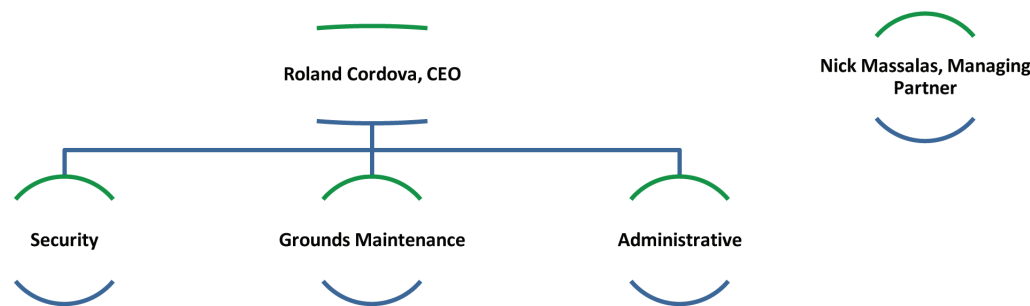 Roland Cordova, CEO
Nick Massalas, Managing
Partner
Security
Grounds Maintenance
Administrative